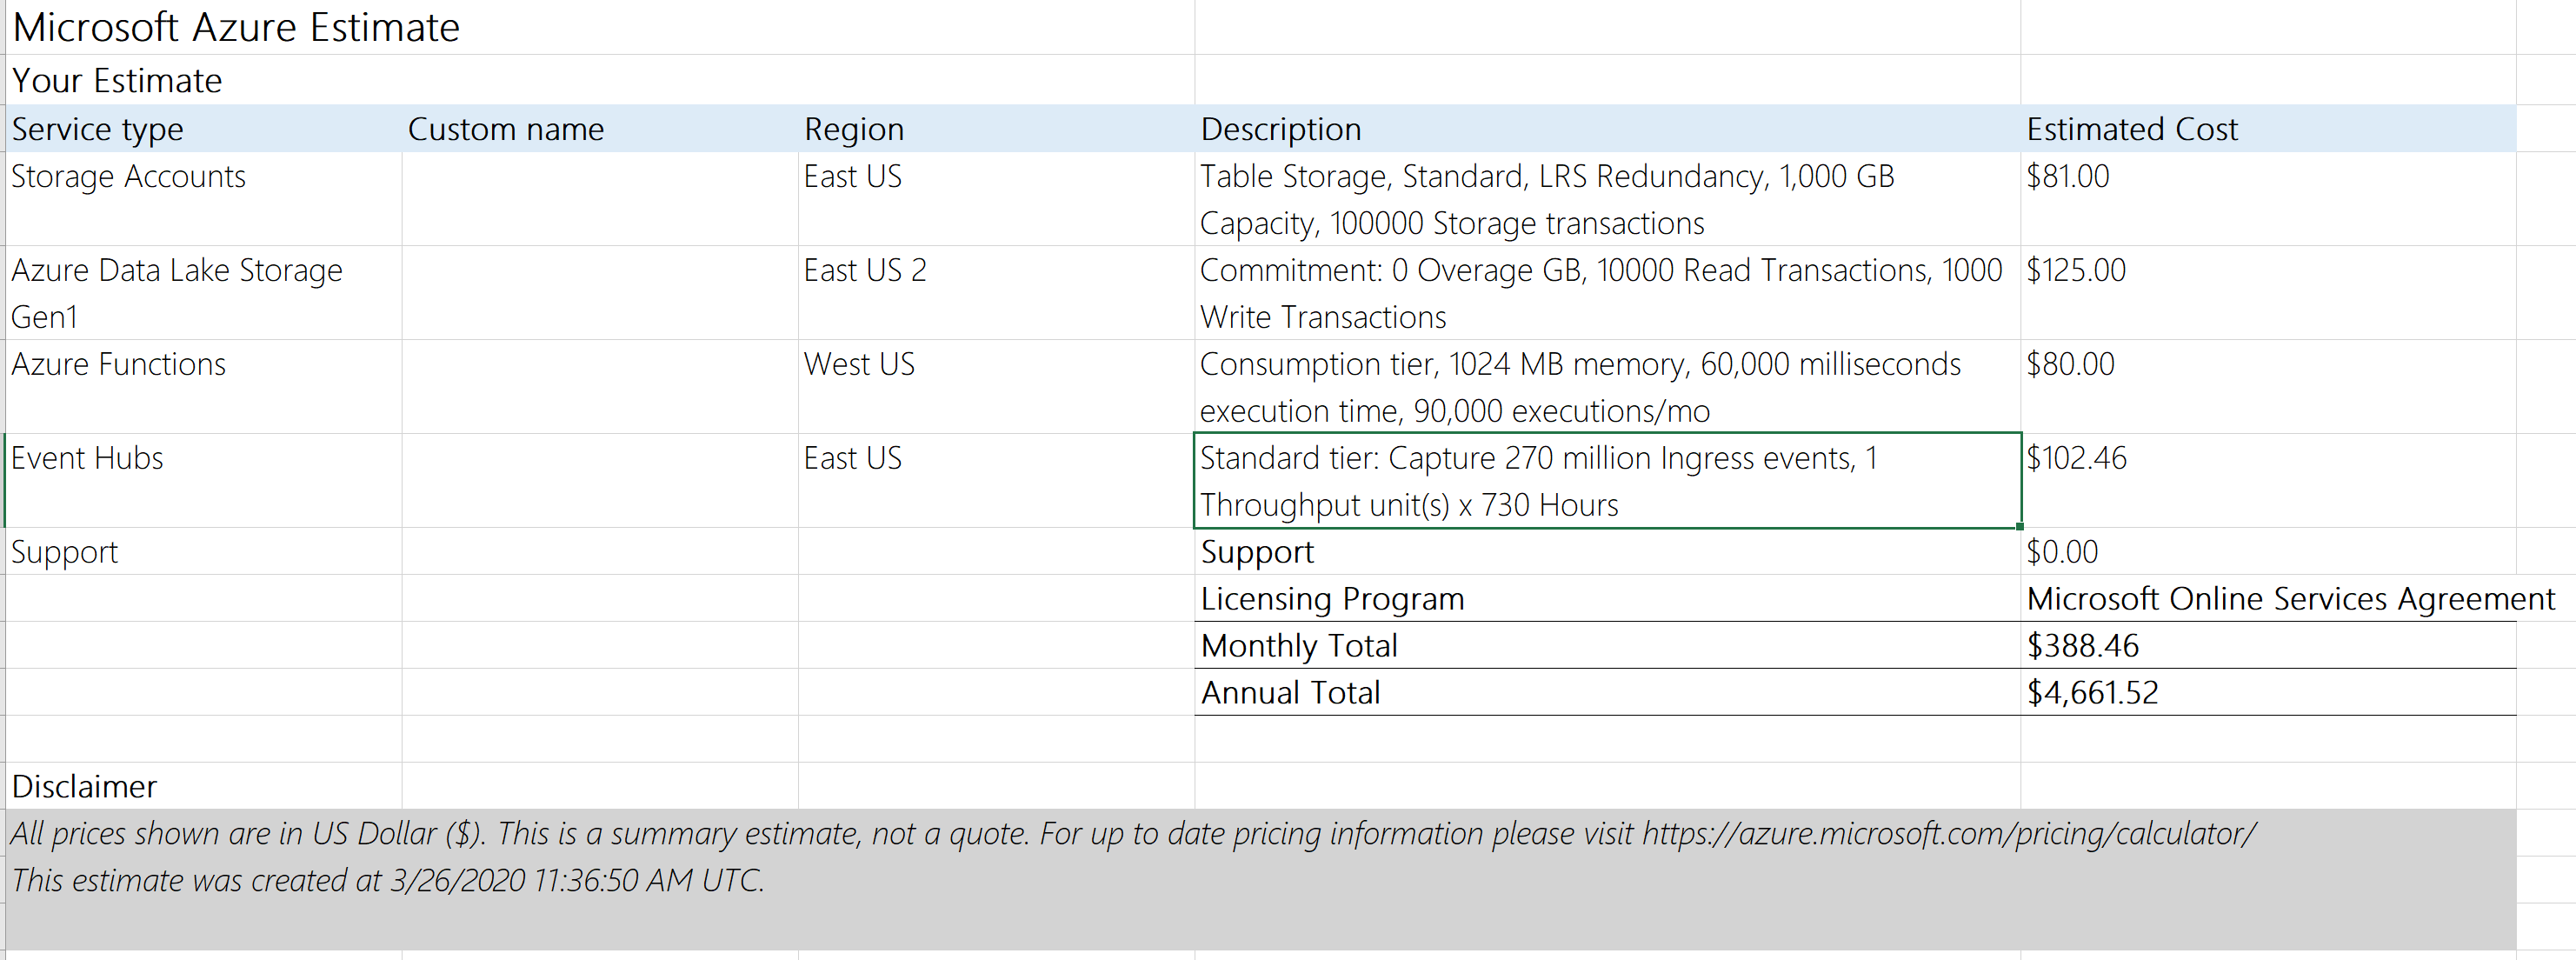 Microsoft Azure Estimate
Your Estimate
Service type Custom name Region Description Estimated Cost
Storage Accounts East US Table Storage, Standard, LRS Redundancy, 1,000 GB $81.00
Capacity, 100000 Storage transactions
Azure Data Lake Storage East US 2 Commitment: 0 Overage GB, 10000 Read Transactions, 1000 $125.00
Gen1 Write Transactions
Azure Functions West US Consumption tier, 1024 MB memory, 60,000 milliseconds $80.00
execution time, 90,000 executions/mo
Event Hubs East US Standard tier: Capture 270 million Ingress events, 1 $102.46
Throughput unit(s) x 730 Hours
Support Support $0.00
Licensing Program Microsoft Online Services Agreement
Monthly Total $388.46
Annual Total $4,661.52
Disclaimer
All prices shown are in US Dollar ($). This is a summary estimate, not a quote. For up to date pricing information please visit https://azure.microsoft.com/pricing/calculator/
This estimate was created at 3/26/2020 11:36:50 AM UTC.